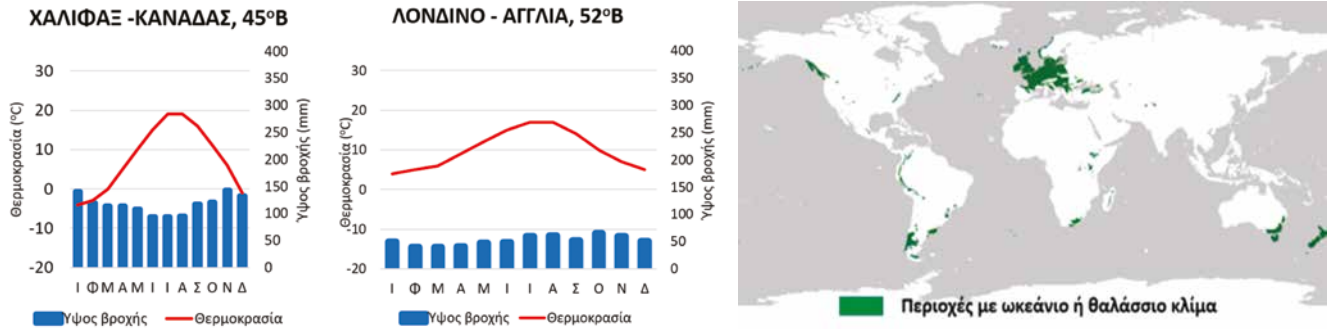 ΧΑΛΙΦΑΞ -ΚΑΝΑΔΑΣ, 45°Β
Θερμοκρασία (°C)
30
20
10
0
-10
-20
400
350
300
250
200
150
100
50
0
Ύψος βροχής (mm)
Ι Φ Μ Α Μ Ι Ι Α Σ Ο Ν Δ
Ύψος βροχής Θερμοκρασία
ΛΟΝΔΙΝΟ - ΑΓΓΛΙΑ, 52°Β
Θερμοκρασία (°C)
30
20
10
0
-10
-20
400
350
300
250
200
150
100
50
0
Ύψος βροχής (mm)
Ι Φ Μ Α Μ Ι Ι Α Σ Ο Ν Δ
Ύψος βροχής Θερμοκρασία
Περιοχές με ωκεάνιο ή θαλάσσιο κλίμα